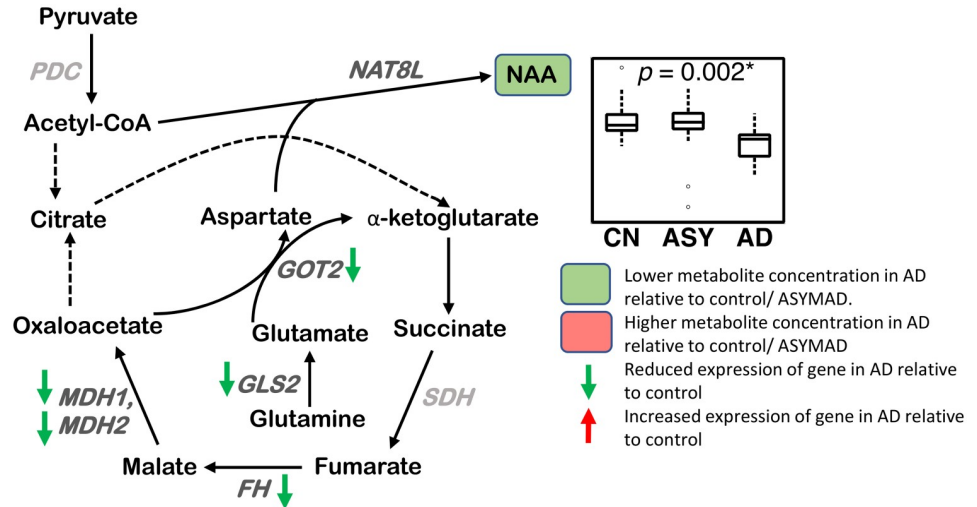 Pyruvate
PDC
NAT8L
NAA
p = 0.002*
Acetyl-CoA
Citrate
Aspartate
α-ketoglutarate
CN ASY AD
GOT2
Oxaloacetate
Glutamate
Succinate
GLS2
SDH
MDH1,
MDH2
Glutamine
Malate
Fumarate
FH
Lower metabolite concentration in AD
relative to control/ ASYMAD.
Higher metabolite concentration in AD
relative to control/ ASYMAD
Reduced expression of gene in AD relative
to control
Increased expression of gene in AD relative
to control